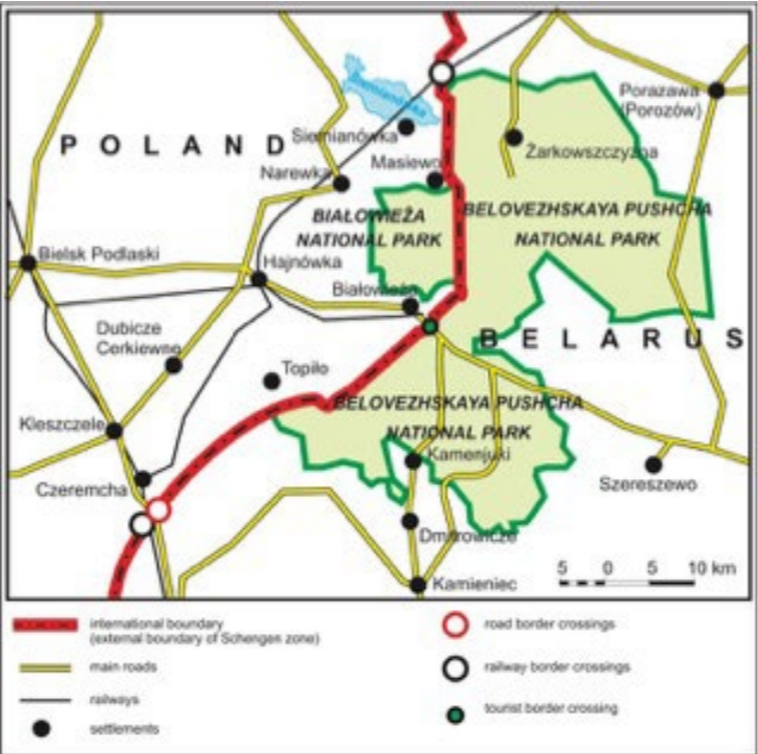 Porazawa
(Porozów)
POLAND
Siemianówka
Żarkowszczyzna
Masiewo
Narewka
BIAŁOWIEŻA
NATIONAL PARK
BELOVEZHSKAYA PUSHCHA
NATIONAL PARK
Bielsk Podlaski
Hajnówka
Białowieża
Dubicze
Cerkiewne
BELARUS
Topiło
BELOVEZHSKAYA PUSHCHA
NATIONAL PARK
Kleszczele
Kamenjuki
Czeremcha
Szereszewo
Dmitrowicze
Kamieniec
5 0 5 10 km
international boundary
(external boundary of Schengen zone)
main roads
railways
settlements
road border crossings
railway border crossings
tourist border crossing